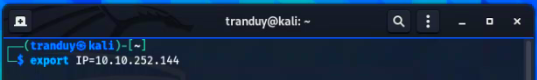 tranduy@kali: ~
(tranduy㉿kali)-[~]
$ export IP=10.10.252.144